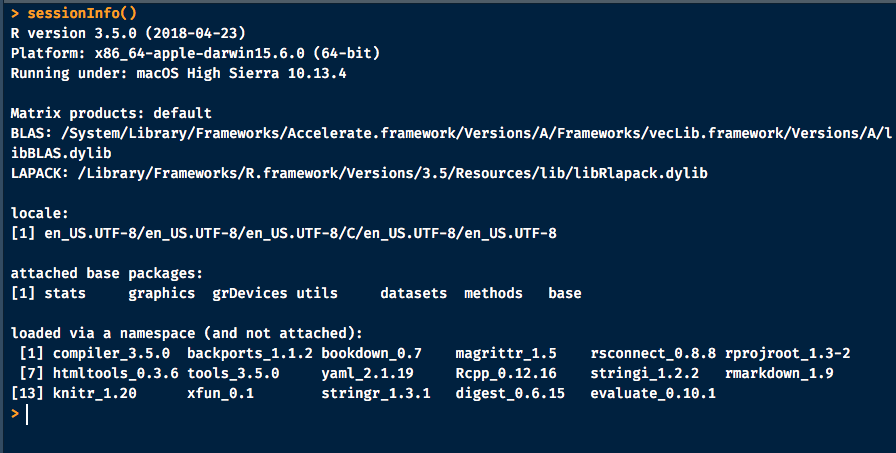 > sessionInfo()
R version 3.5.0 (2018-04-23)
Platform: x86_64-apple-darwin15.6.0 (64-bit)
Running under: macOS High Sierra 10.13.4

Matrix products: default
BLAS: /System/Library/Frameworks/Accelerate.framework/Versions/A/Frameworks/vecLib.framework/Versions/A/l
ibBLAS.dylib
LAPACK: /Library/Frameworks/R.framework/Versions/3.5/Resources/lib/libRlapack.dylib

locale:
[1] en_US.UTF-8/en_US.UTF-8/en_US.UTF-8/C/en_US.UTF-8/en_US.UTF-8

attached base packages:
[1] stats     graphics  grDevices utils     datasets  methods   base

loaded via a namespace (and not attached):
 [1] compiler_3.5.0  backports_1.1.2 bookdown_0.7    magrittr_1.5    rsconnect_0.8.8 rprojroot_1.3-2
 [7] htmltools_0.3.6 tools_3.5.0     yaml_2.1.19     Rcpp_0.12.16    stringi_1.2.2   rmarkdown_1.9
[13] knitr_1.20      xfun_0.1        stringr_1.3.1   digest_0.6.15   evaluate_0.10.1
>